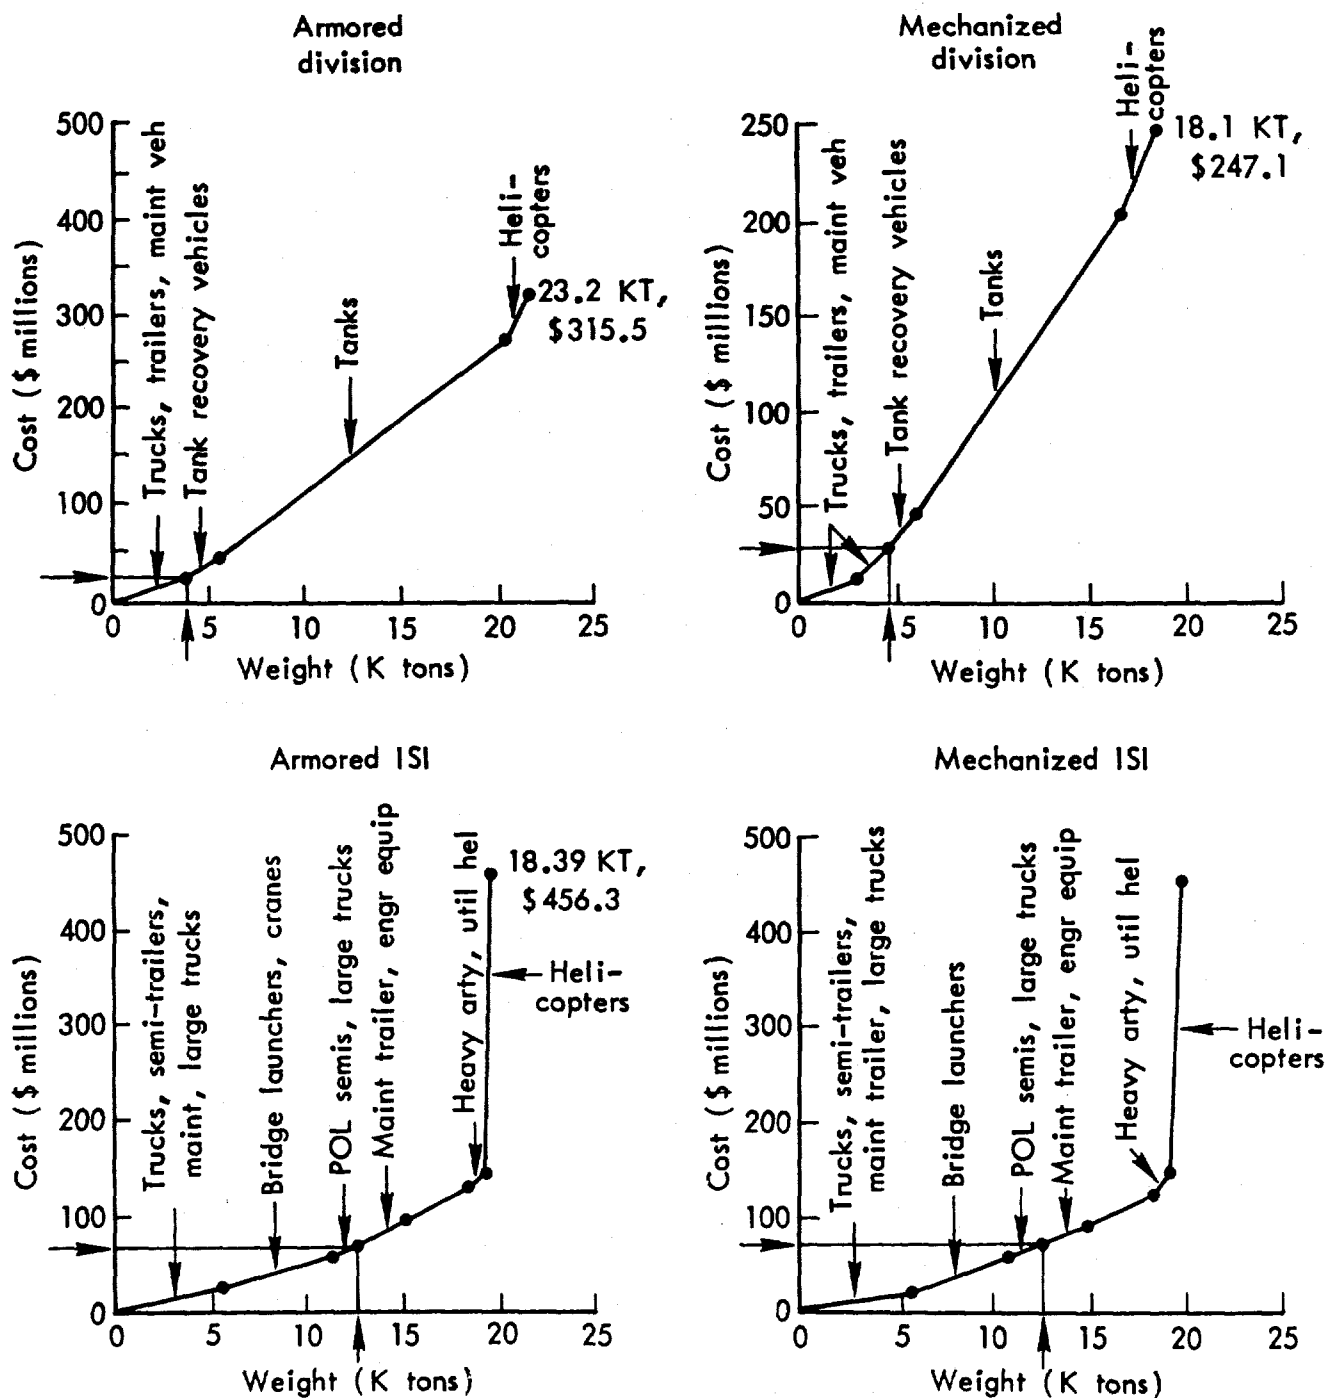 Armored
division
500
400
300
200
100
0
0
5
10
15
20
25
Cost ($ millions)
Weight (K tons)
Trucks, trailers, maint veh
Tank recovery vehicles
Tanks
Heli-
copters
23.2 KT,
$315.5
Mechanized
division
250
200
150
100
50
0
0
5
10
15
20
25
Cost ($ millions)
Weight (K tons)
Trucks, trailers, maint veh
Tank recovery vehicles
Tanks
Heli-
copters
18.1 KT,
$247.1
Armored ISI
500
400
300
200
100
0
0
5
10
15
20
25
Cost ($ millions)
Weight (K tons)
Trucks, semi-trailers,
maint, large trucks
Bridge launchers, cranes
POL semis, large trucks
Maint trailer, engr equip
Heavy arty, util hel
18.39 KT,
$456.3
Heli-
copters
Mechanized ISI
500
400
300
200
100
0
0
5
10
15
20
25
Cost ($ millions)
Weight (K tons)
Trucks, semi-trailers,
maint trailer, large trucks
Bridge launchers
POL semis, large trucks
Maint trailer, engr equip
Heavy arty, util hel
Heli-
copters